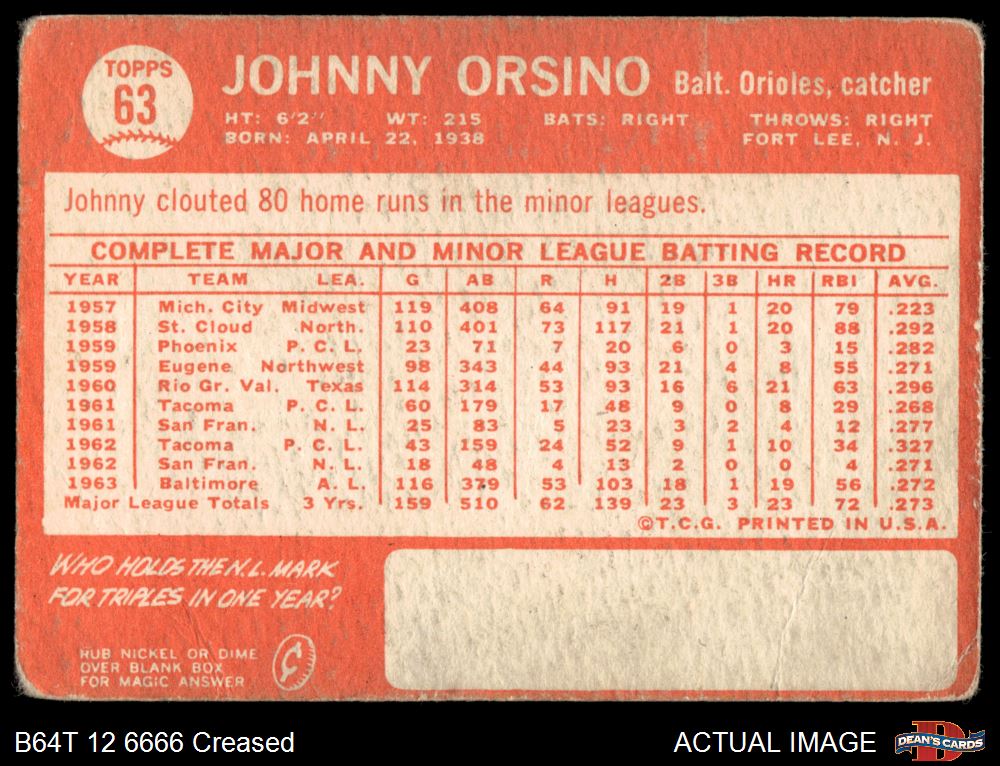 TOPPS
63
JOHNNY ORSINO Balt. Orioles, catcher
HT: 6'2" WT: 215 BATS: RIGHT THROWS: RIGHT
BORN: APRIL 22, 1938 FORT LEE, N. J.
Johnny clouted 80 home runs in the minor leagues.
COMPLETE MAJOR AND MINOR LEAGUE BATTING RECORD
YEAR TEAM LEA. G AB R H 2B 3B HR RBI AVG.
1957 Mich. City Midwest 119 408 64 91 19 1 20 79 .223
1958 St. Cloud North. 110 401 73 117 21 1 20 88 .292
1959 Phoenix P. C. L. 23 71 7 20 6 0 3 15 .282
1959 Eugene Northwest 98 343 44 93 21 4 8 55 .271
1960 Rio Gr. Val. Texas 114 314 53 93 16 6 21 63 .296
1961 Tacoma P. C. L. 60 179 17 48 9 0 8 29 .268
1961 San Fran. N. L. 25 83 5 23 3 2 4 12 .277
1962 Tacoma P. C. L. 43 159 24 52 9 1 10 34 .327
1962 San Fran. N. L. 18 48 4 13 2 0 0 4 .271
1963 Baltimore A. L. 116 379 53 103 18 1 19 56 .272
Major League Totals 3 Yrs. 159 510 62 139 23 3 23 72 .273
©T.C.G. PRINTED IN U.S.A.
WHO HOLDS THE N.L. MARK
FOR TRIPLES IN ONE YEAR?
RUB NICKEL OR DIME
OVER BLANK BOX
FOR MAGIC ANSWER
¢
B64T 12 6666 Creased
ACTUAL IMAGE
D
DEAN'S CARDS